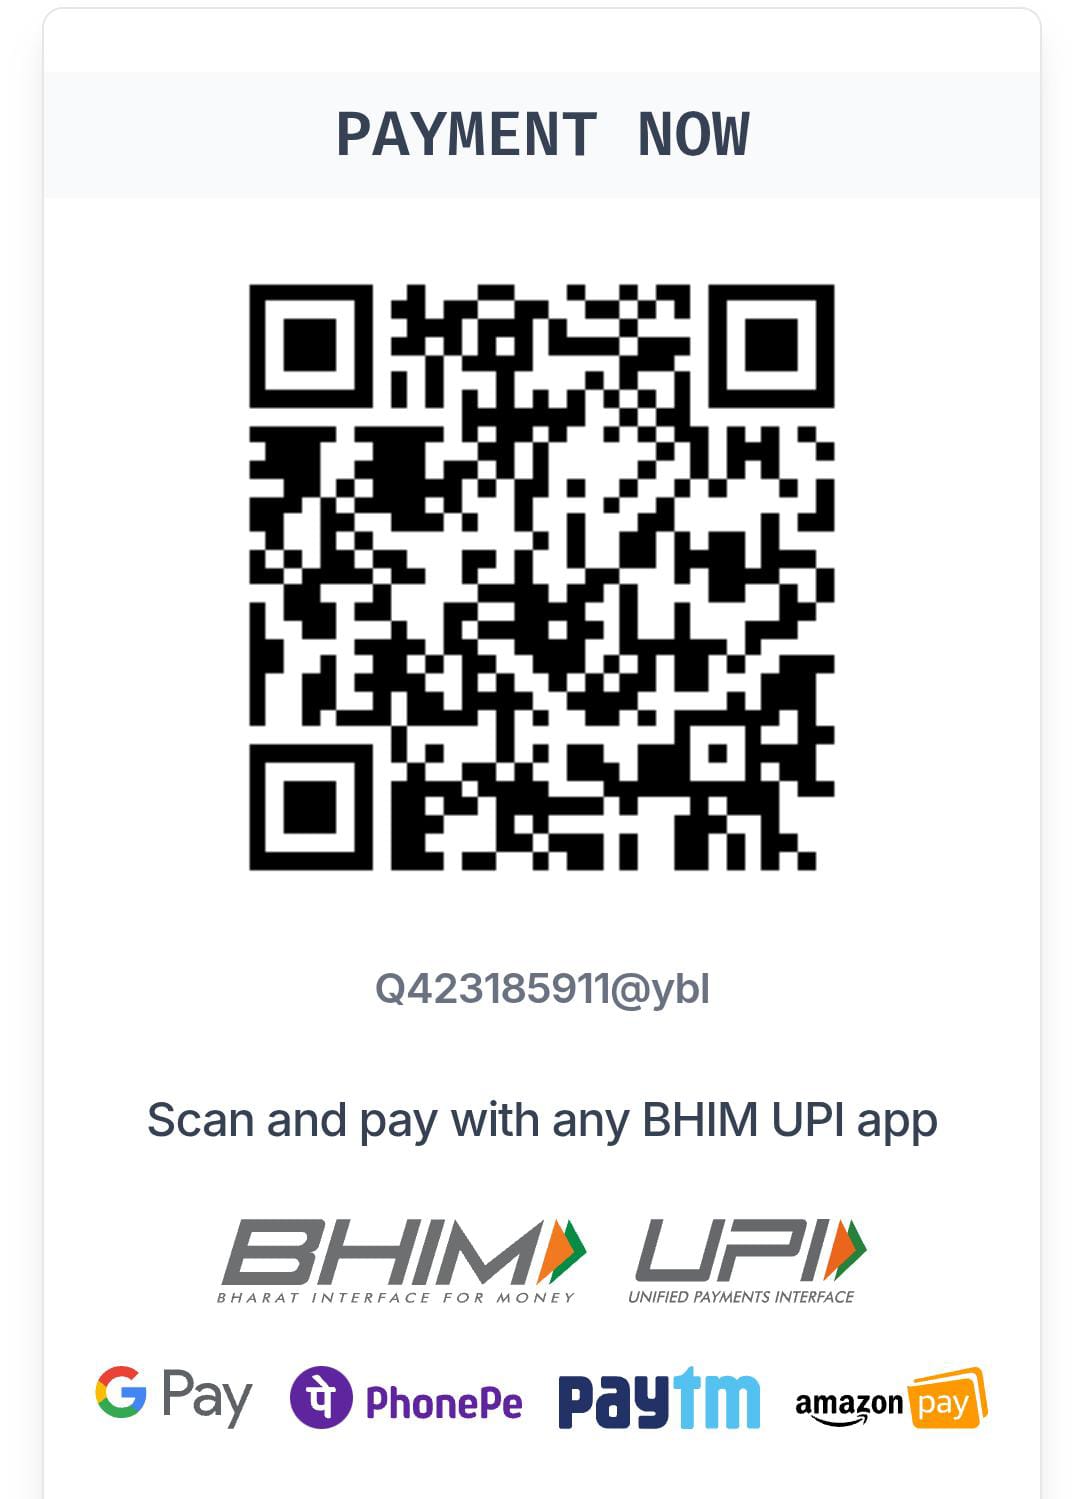 PAYMENT NOW
Q423185911@ybl
Scan and pay with any BHIM UPI app
BHIM UPI
BHARAT INTERFACE FOR MONEY UNIFIED PAYMENTS INTERFACE
G Pay पे PhonePe paytm amazon pay